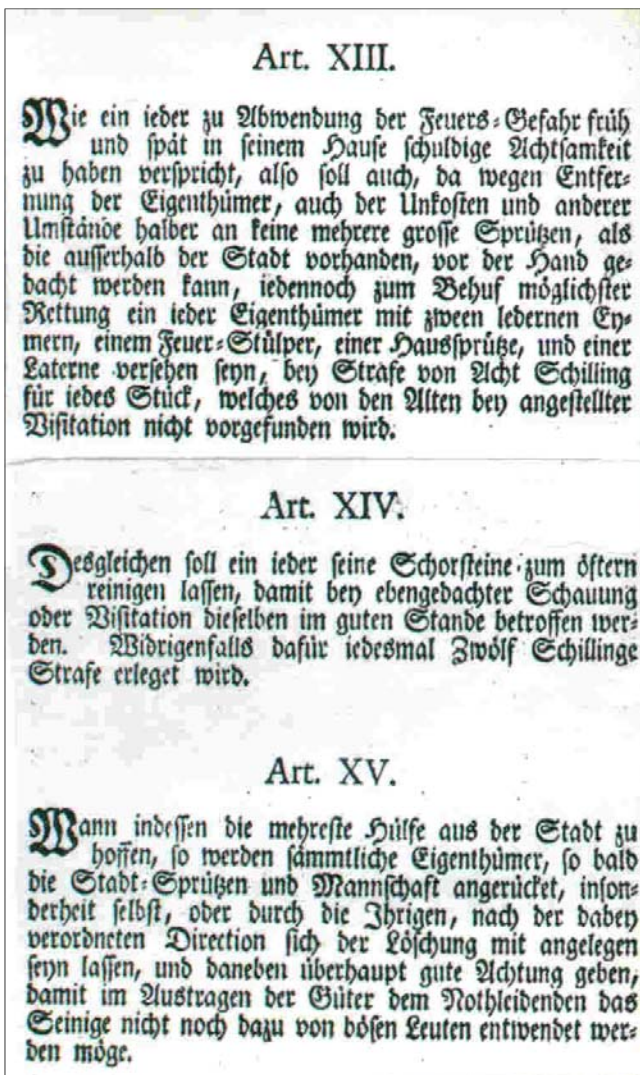 Art. XIII.
Wie ein ieder zu Abwendung der Feuers-Gefahr früh
und spät in seinem Hause schuldige Achtsamkeit
zu haben verspricht, also soll auch, da wegen Entfer-
nung der Eigenthümer, auch der Unkosten und anderer
Umstände halber an keine mehrere grosse Sprützen, als
die ausserhalb der Stadt vorhanden, vor der Hand ge-
dacht werden kann, iedennoch zum Behuf möglichster
Rettung ein ieder Eigenthümer mit zween ledernen Ey-
mern, einem Feuer-Stülper, einer Haussprütze, und einer
Laterne versehen seyn, bey Strafe von Acht Schilling
für iedes Stück, welches von den Alten bey angestellter
Visitation nicht vorgefunden wird.
Art. XIV.
Desgleichen soll ein ieder seine Schorsteine zum öftern
reinigen lassen, damit bey ebengedachter Schauung
oder Visitation dieselben im guten Stande betroffen wer-
den. Widrigenfalls dafür iedesmal Zwölf Schillinge
Strafe erleget wird.
Art. XV.
Wann indessen die mehreste Hülfe aus der Stadt zu
hoffen, so werden sämmtliche Eigenthümer, so bald
die Stadt-Sprützen und Mannschaft angerücket, inson-
derheit selbst, oder durch die Ihrigen, nach der dabey
verordneten Direction sich der Löschung mit angelegen
seyn lassen, und daneben überhaupt gute Achtung geben,
damit im Austragen der Güter dem Nothleidenden das
Seinige nicht noch dazu von bösen Leuten entwendet wer-
den möge.